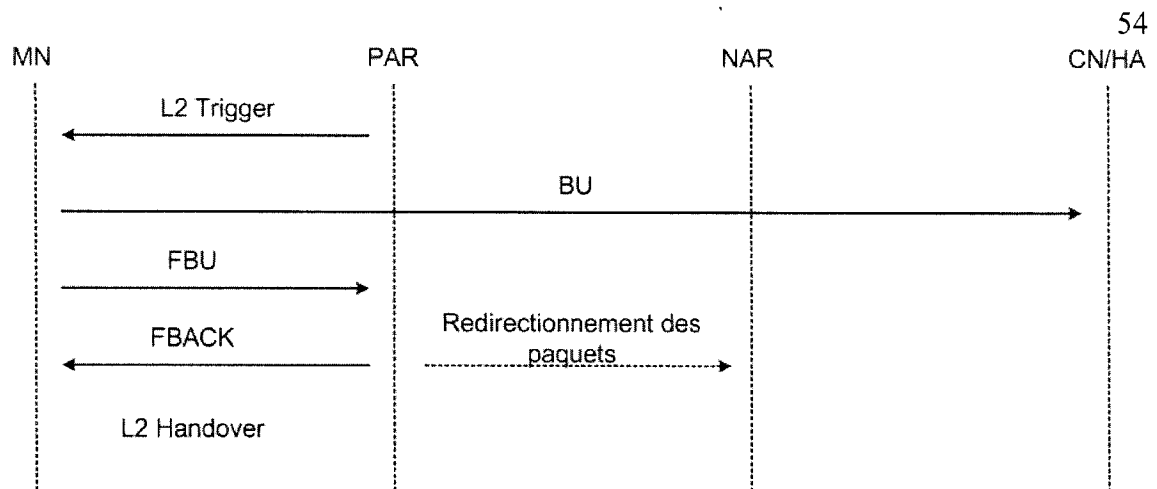 54
MN PAR NAR CN/HA
L2 Trigger
BU
FBU
Redirectionnement des
paquets
FBACK
L2 Handover